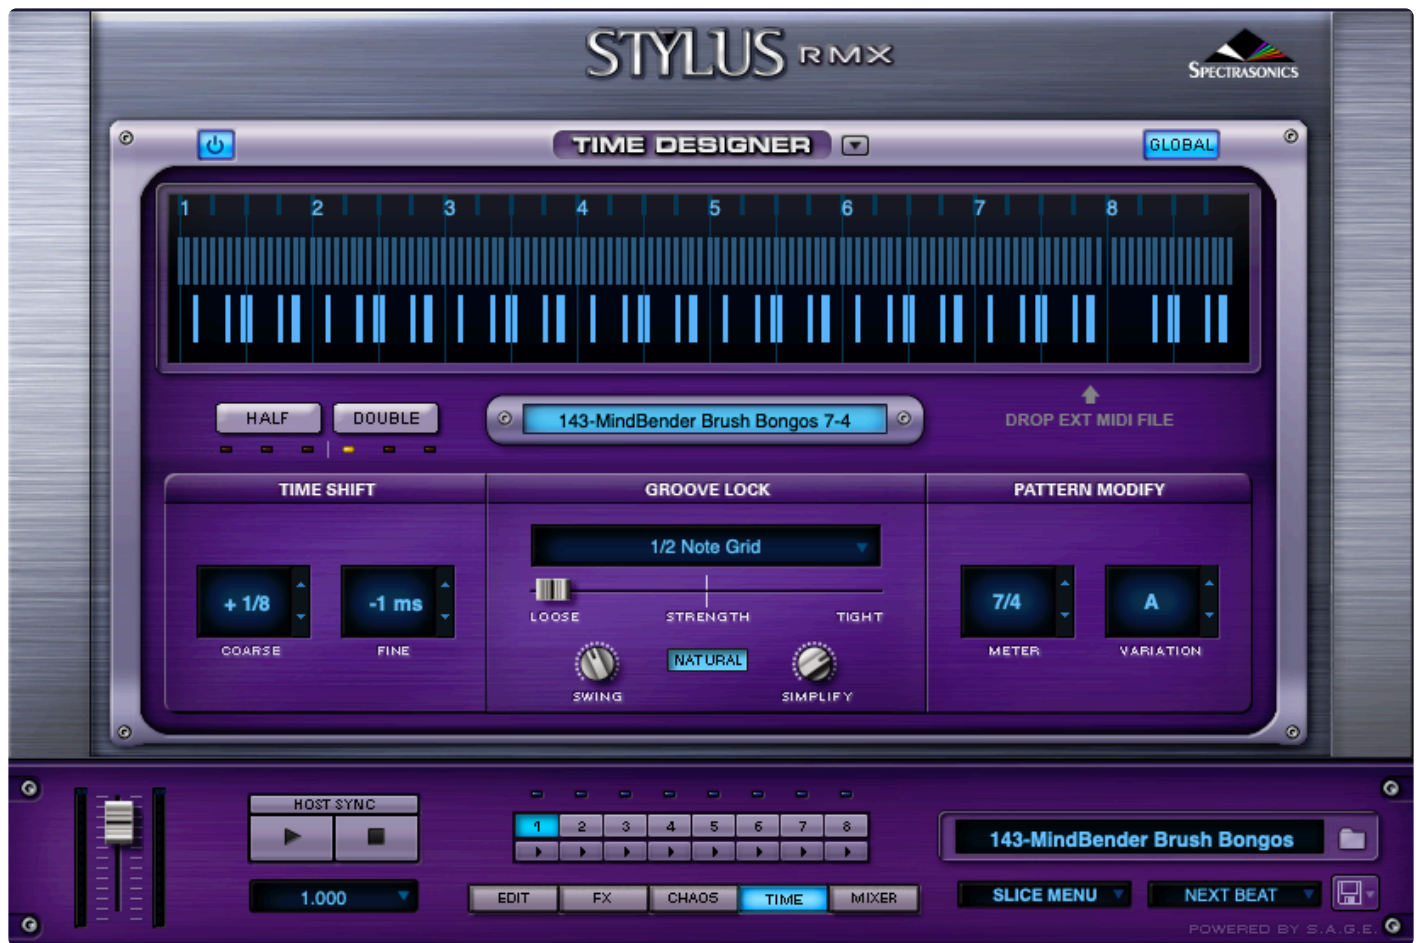 STYLUS RMX
SPECTRASONICS
TIME DESIGNER
GLOBAL
1 2 3 4 5 6 7 8
HALF DOUBLE
143-MindBender Brush Bongos 7-4
DROP EXT MIDI FILE
TIME SHIFT
GROOVE LOCK
PATTERN MODIFY
1/2 Note Grid
+ 1/8
-1 ms
7/4
A
LOOSE STRENGTH TIGHT
COARSE
FINE
METER
VARIATION
NATURAL
SWING
SIMPLIFY
HOST SYNC
1 2 3 4 5 6 7 8
143-MindBender Brush Bongos
1.000
EDIT FX CHAOS TIME MIXER
SLICE MENU
NEXT BEAT
POWERED BY S.A.G.E.